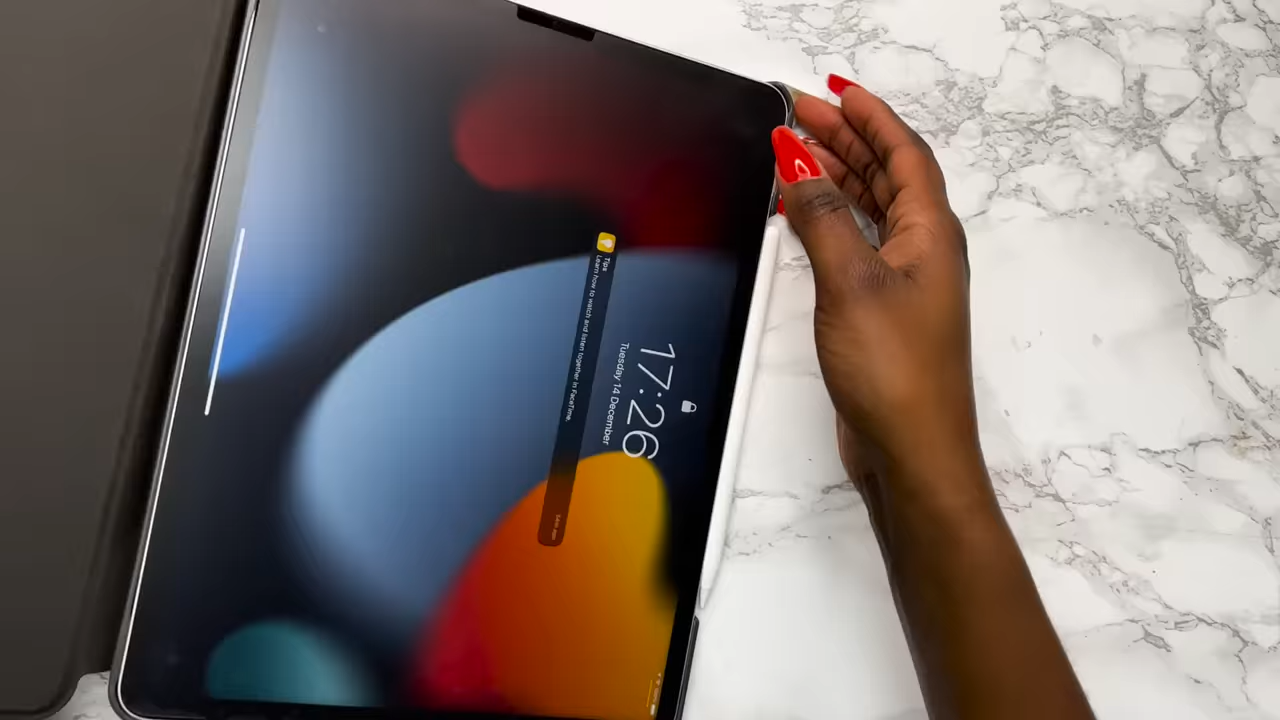 17:26
Tuesday 14 December
Tips
Learn how to watch and listen together in FaceTime.